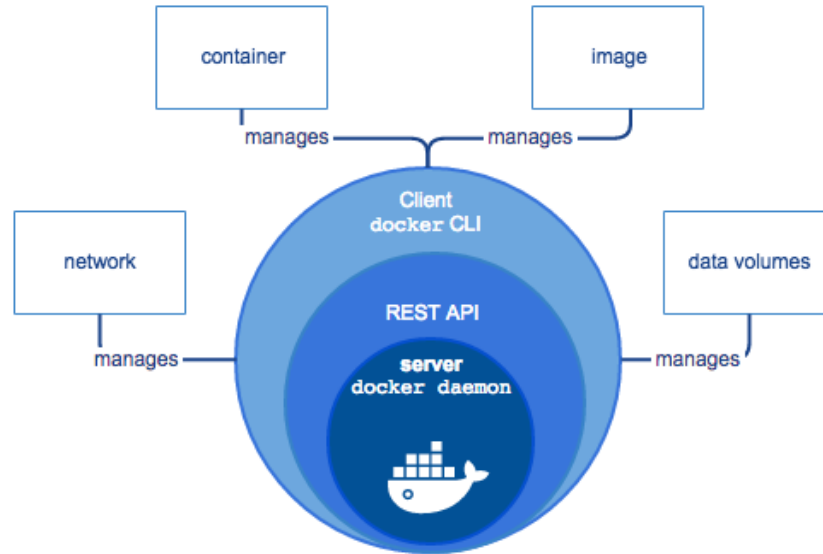 container
image
manages
manages
Client
docker CLI
network
data volumes
REST API
manages
server
manages
docker daemon